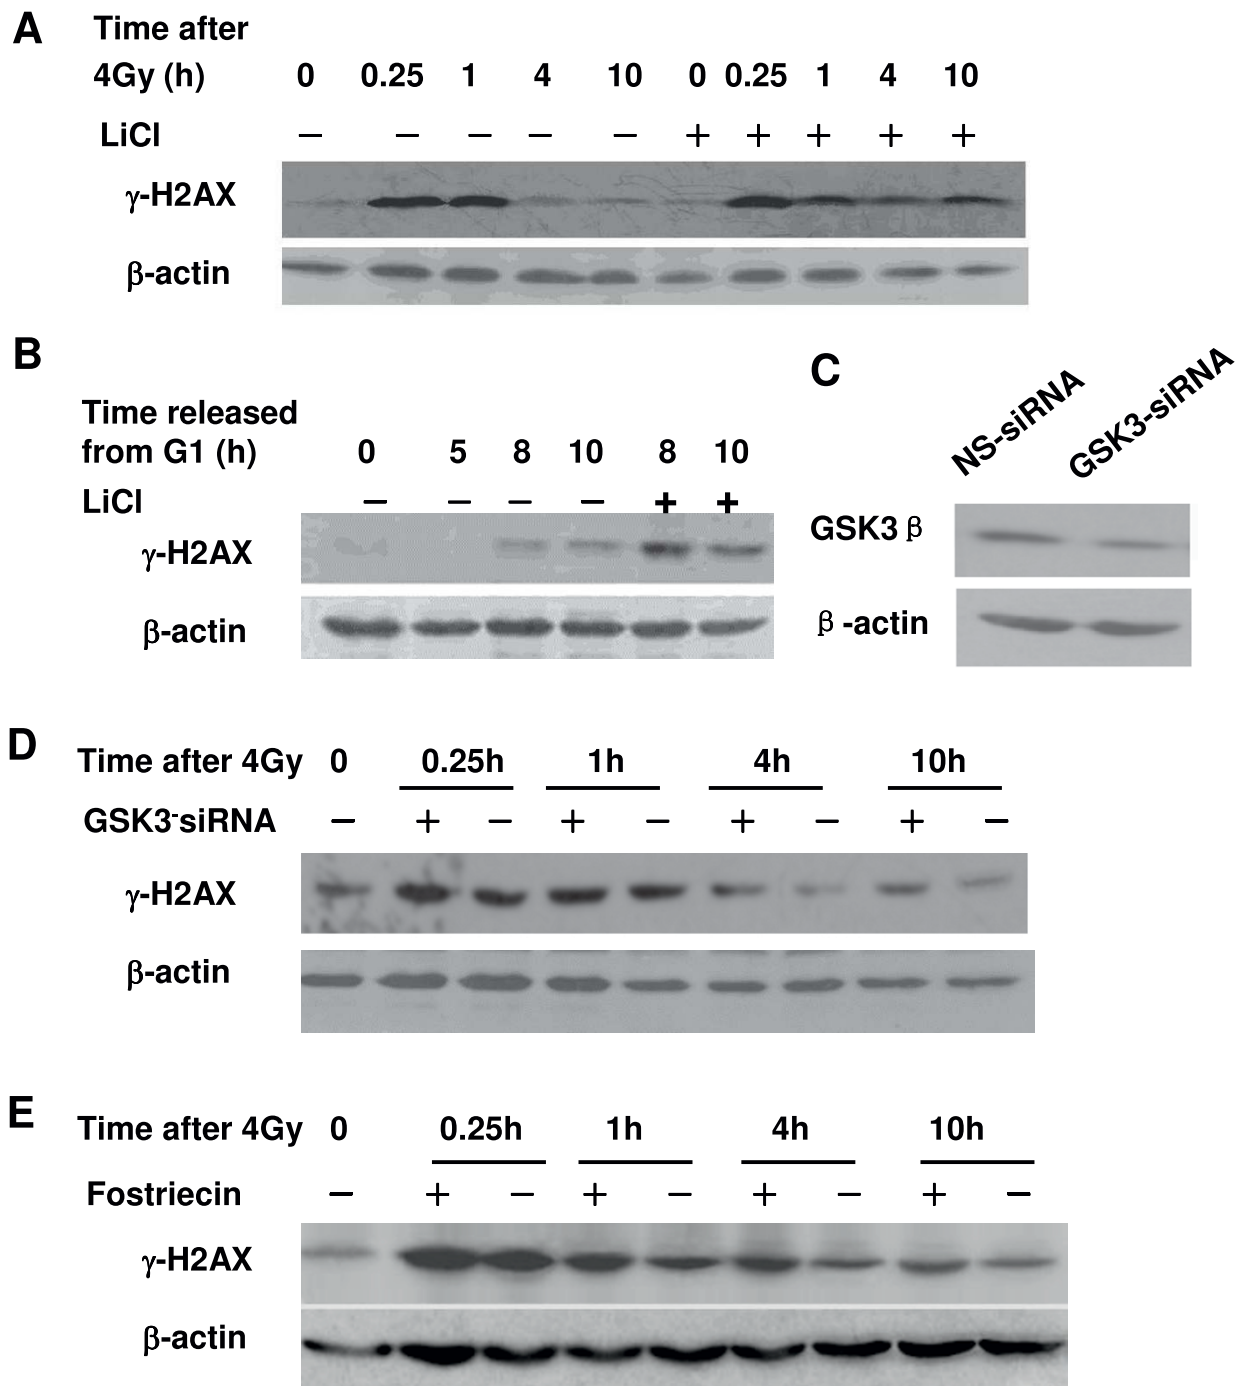 A
Time after
4Gy (h) 0 0.25 1 4 10 0 0.25 1 4 10
LiCl − − − − − + + + + +
γ-H2AX
β-actin
B
Time released
from G1 (h) 0 5 8 10 8 10
LiCl − − − − + +
γ-H2AX
β-actin
C
NS-siRNA GSK3-siRNA
GSK3 β
β -actin
D
Time after 4Gy 0 0.25h 1h 4h 10h
GSK3-siRNA − + − + − + − + −
γ-H2AX
β-actin
E
Time after 4Gy 0 0.25h 1h 4h 10h
Fostriecin − + − + − + − + −
γ-H2AX
β-actin